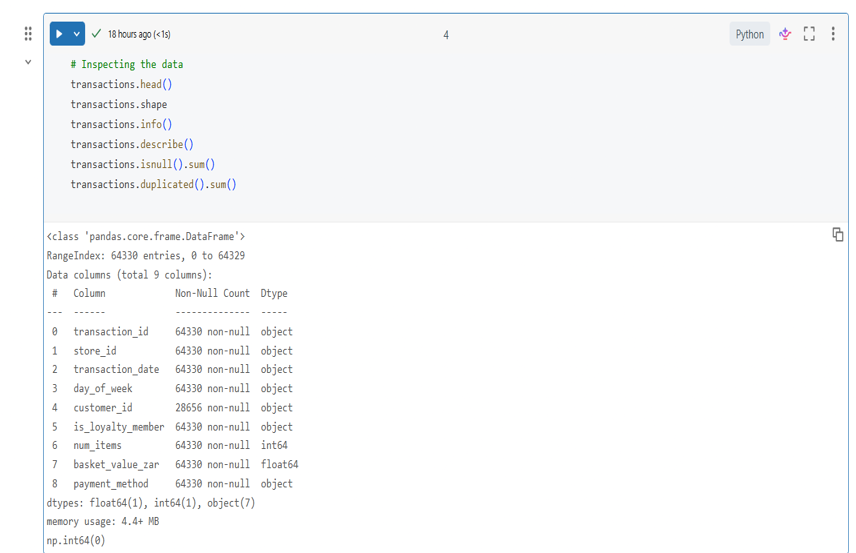 18 hours ago (<1s)
4
Python
# Inspecting the data
transactions.head()
transactions.shape
transactions.info()
transactions.describe()
transactions.isnull().sum()
transactions.duplicated().sum()
<class 'pandas.core.frame.DataFrame'>
RangeIndex: 64330 entries, 0 to 64329
Data columns (total 9 columns):
 #   Column             Non-Null Count  Dtype
---  ------             --------------  -----
 0   transaction_id     64330 non-null  object
 1   store_id           64330 non-null  object
 2   transaction_date   64330 non-null  object
 3   day_of_week        64330 non-null  object
 4   customer_id        28656 non-null  object
 5   is_loyalty_member  64330 non-null  object
 6   num_items          64330 non-null  int64
 7   basket_value_zar   64330 non-null  float64
 8   payment_method     64330 non-null  object
dtypes: float64(1), int64(1), object(7)
memory usage: 4.4+ MB
np.int64(0)